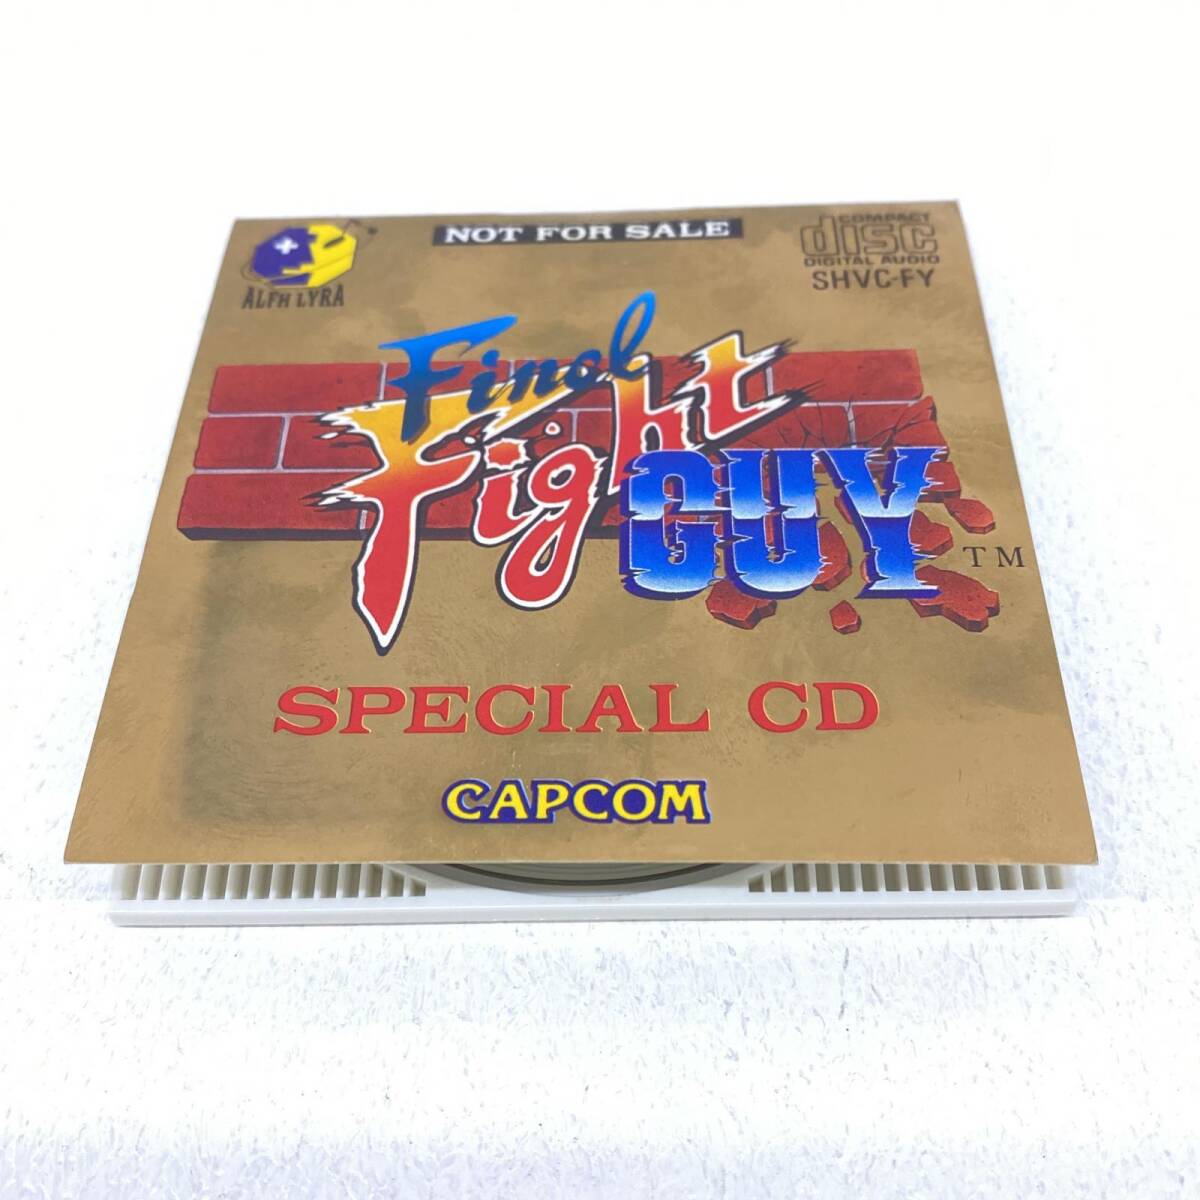 NOT FOR SALE
ALFH LYRA
COMPACT
disc
DIGITAL AUDIO
SHVC-FY
Final
Fight
GUY TM
SPECIAL CD
CAPCOM